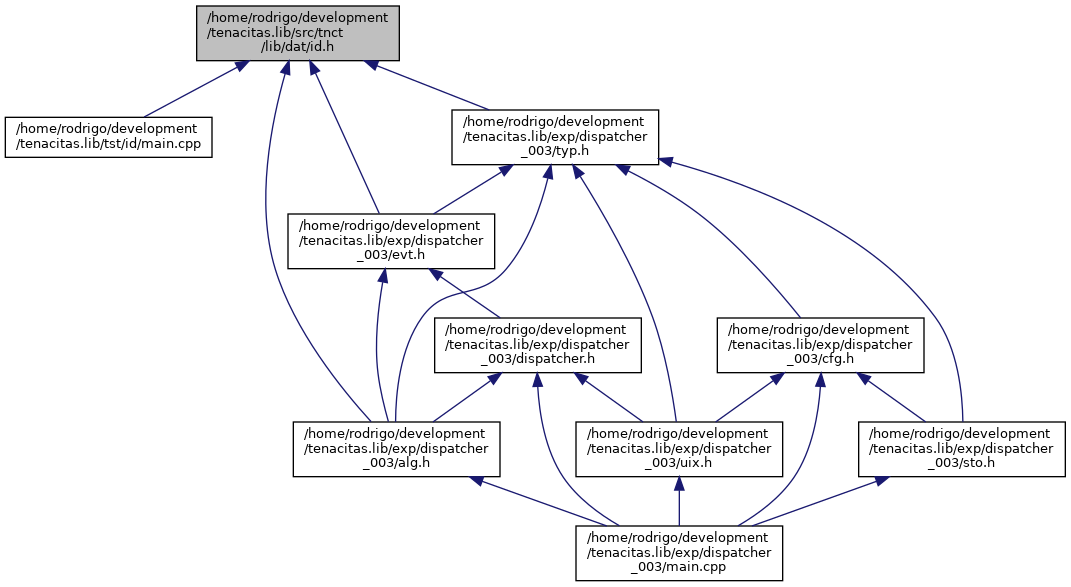 /home/rodrigo/development
/tenacitas.lib/src/tnct
/lib/dat/id.h
/home/rodrigo/development
/tenacitas.lib/tst/id/main.cpp
/home/rodrigo/development
/tenacitas.lib/exp/dispatcher
_003/typ.h
/home/rodrigo/development
/tenacitas.lib/exp/dispatcher
_003/evt.h
/home/rodrigo/development
/tenacitas.lib/exp/dispatcher
_003/dispatcher.h
/home/rodrigo/development
/tenacitas.lib/exp/dispatcher
_003/cfg.h
/home/rodrigo/development
/tenacitas.lib/exp/dispatcher
_003/alg.h
/home/rodrigo/development
/tenacitas.lib/exp/dispatcher
_003/uix.h
/home/rodrigo/development
/tenacitas.lib/exp/dispatcher
_003/sto.h
/home/rodrigo/development
/tenacitas.lib/exp/dispatcher
_003/main.cpp